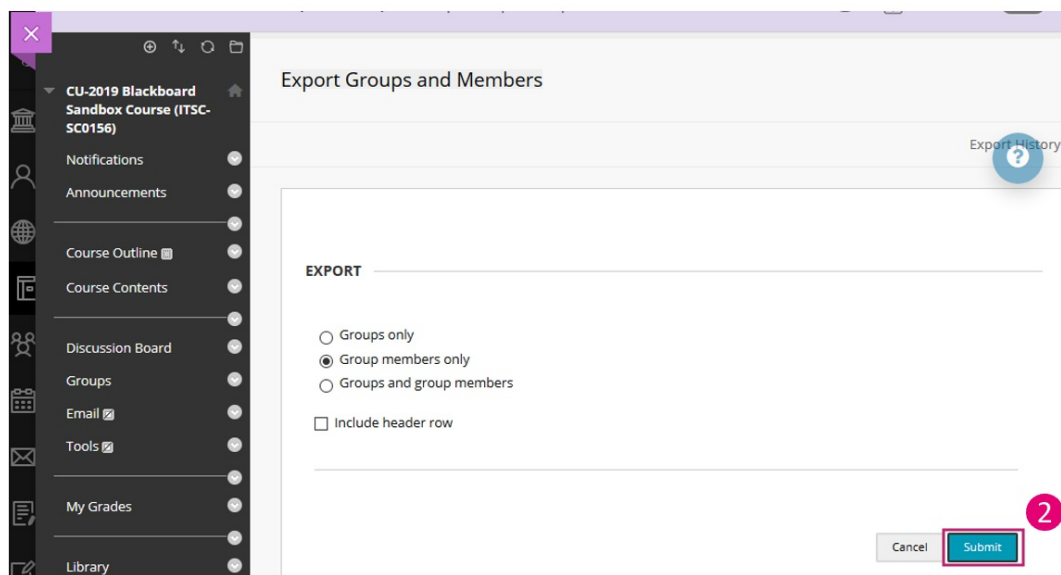 CU-2019 Blackboard
Sandbox Course (ITSC-
SC0156)
Notifications
Announcements
Course Outline
Course Contents
Discussion Board
Groups
Email
Tools
My Grades
Library
Export Groups and Members
Export History
?
EXPORT
Groups only
Group members only
Groups and group members
Include header row
2
Cancel
Submit